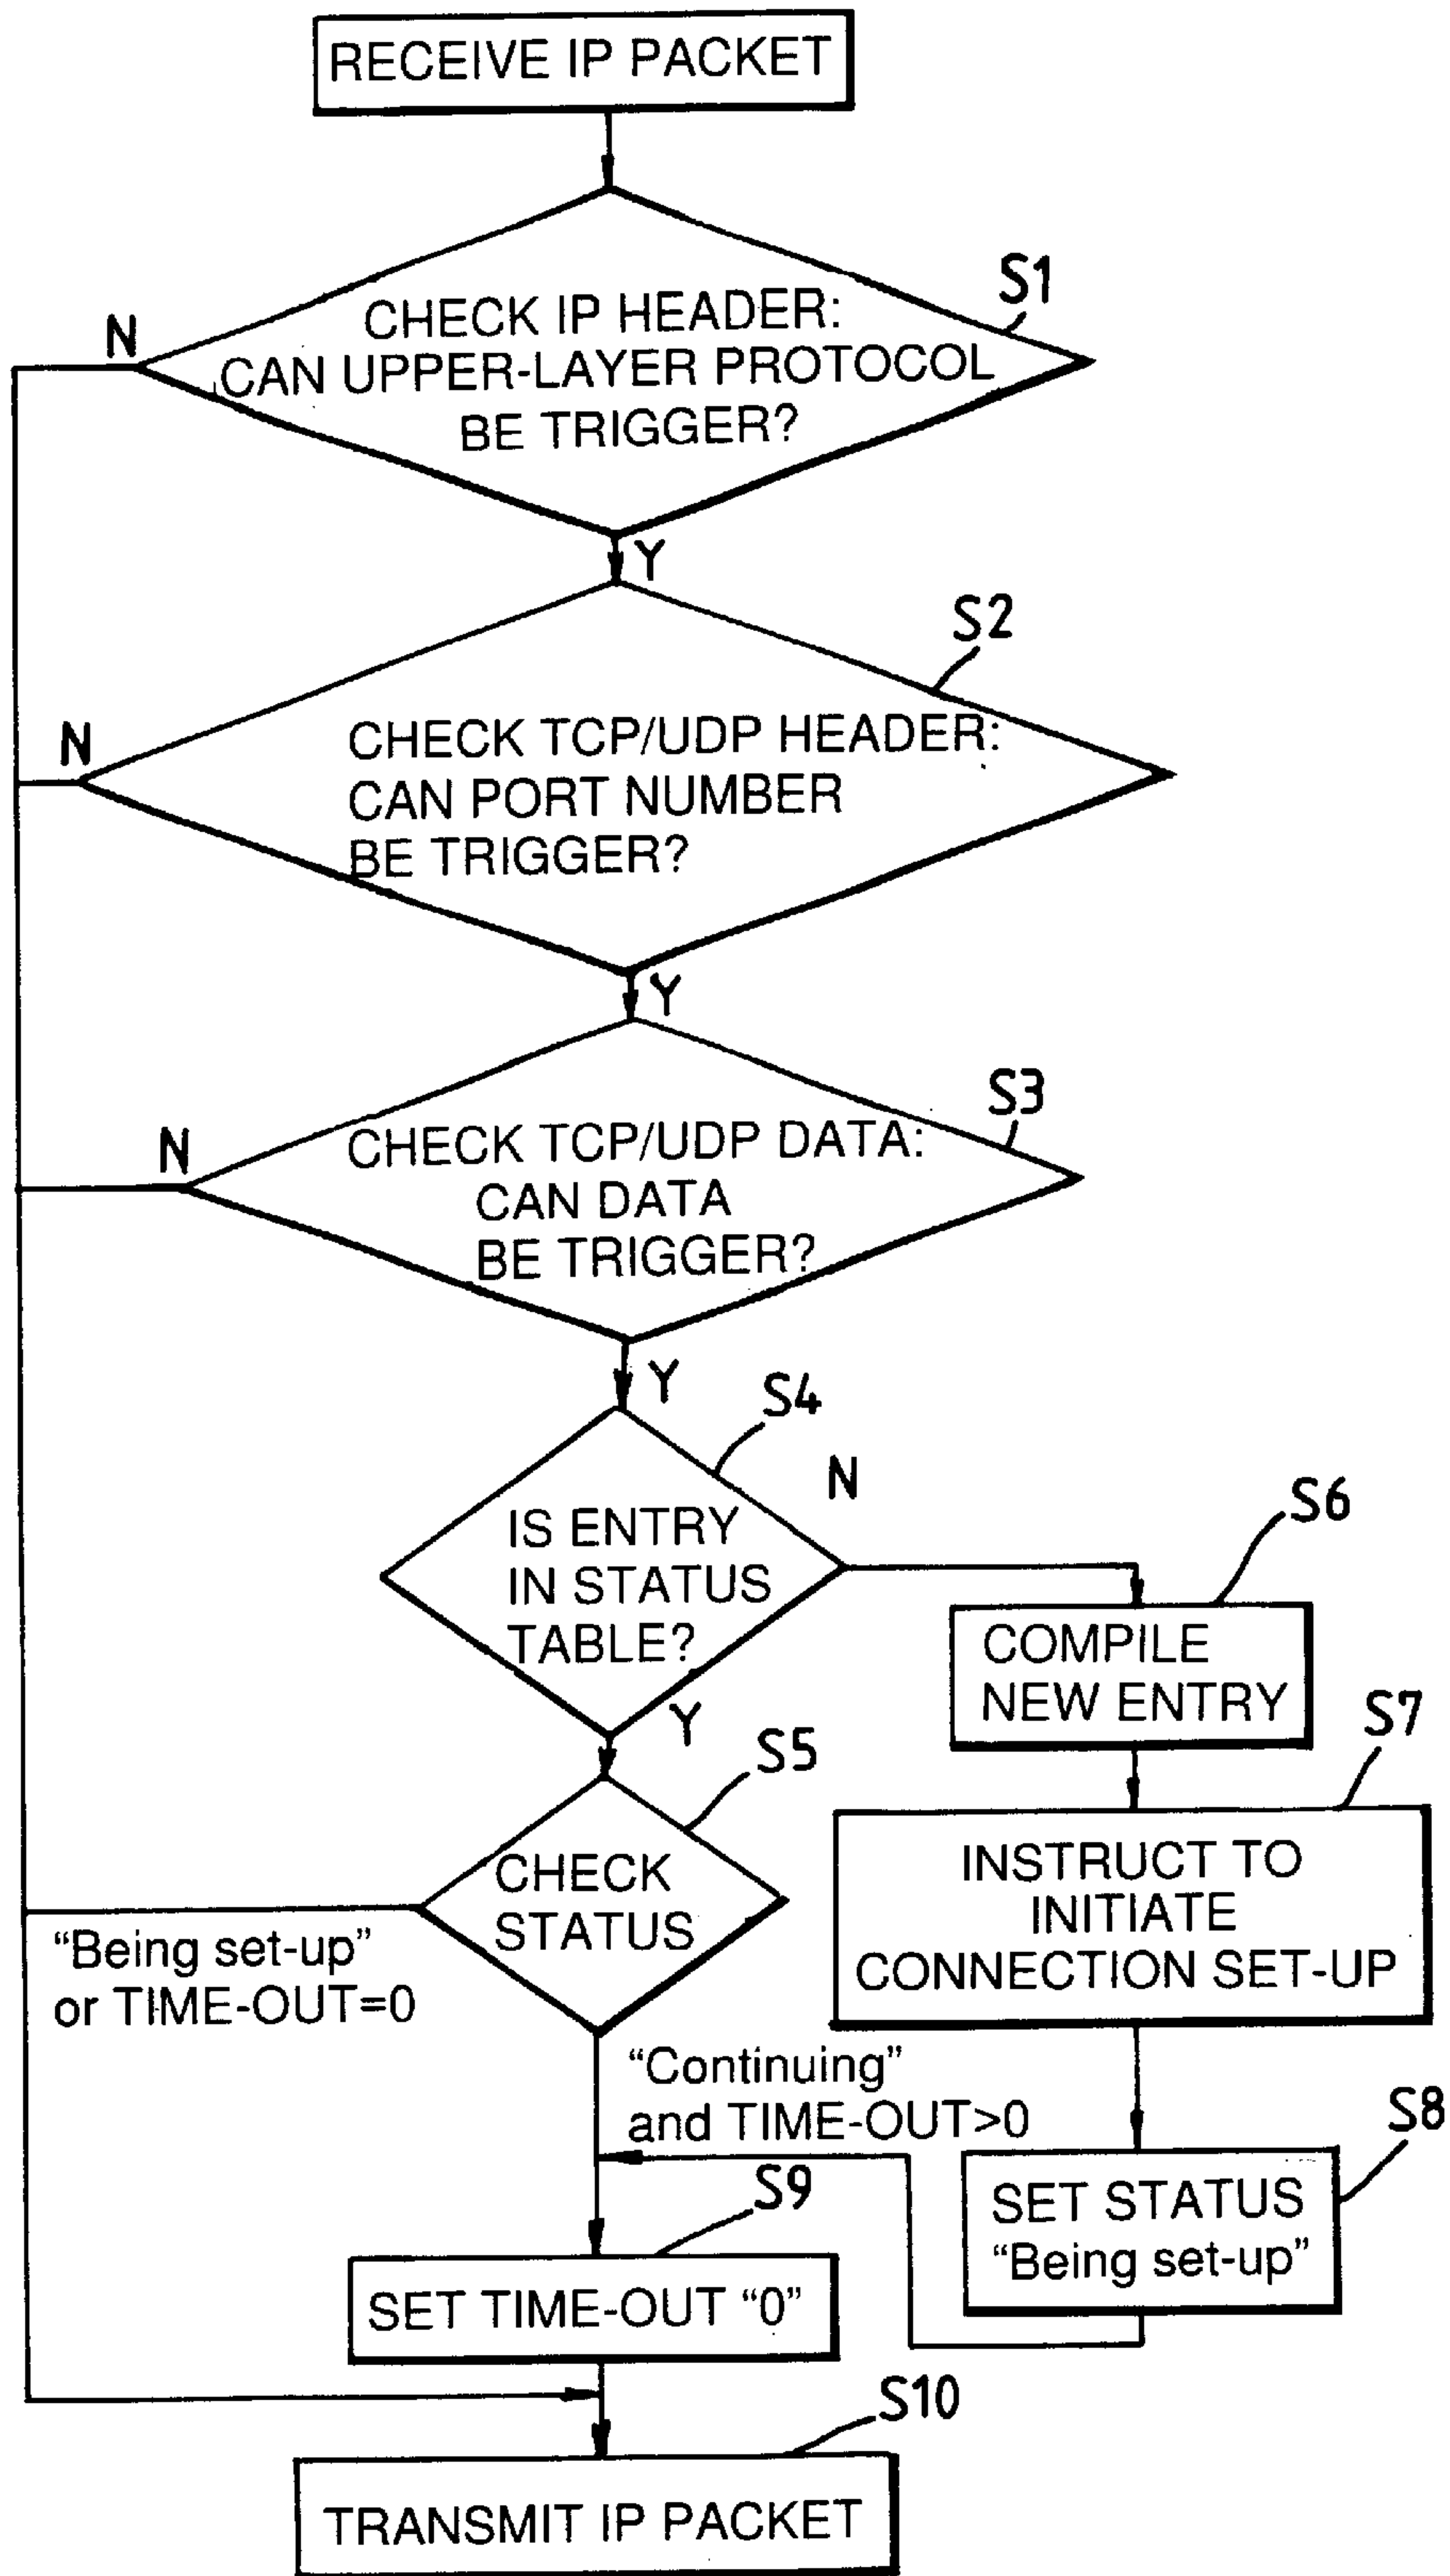 RECEIVE IP PACKET
S1
N
CHECK IP HEADER:
CAN UPPER-LAYER PROTOCOL
BE TRIGGER?
Y
S2
N
CHECK TCP/UDP HEADER:
CAN PORT NUMBER
BE TRIGGER?
Y
S3
N
CHECK TCP/UDP DATA:
CAN DATA
BE TRIGGER?
Y
S4
N
IS ENTRY
IN STATUS
TABLE?
S6
COMPILE
NEW ENTRY
Y
S5
S7
CHECK
STATUS
INSTRUCT TO
INITIATE
CONNECTION SET-UP
“Being set-up”
or TIME-OUT=0
“Continuing”
and TIME-OUT>0
S8
SET STATUS
“Being set-up”
S9
SET TIME-OUT “0”
S10
TRANSMIT IP PACKET